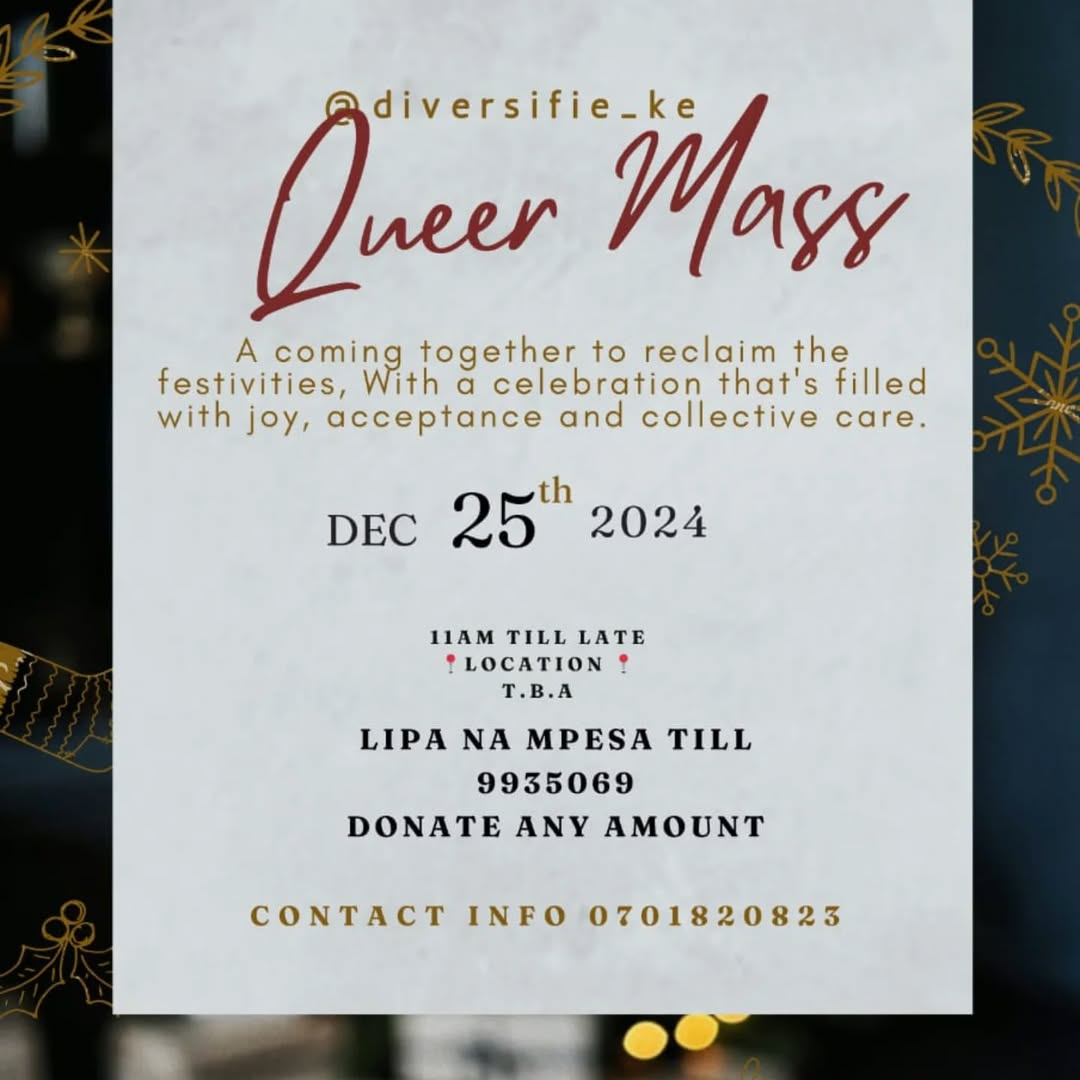 @diversifie_ke
Queer Mass
A coming together to reclaim the
festivities, With a celebration that's filled
with joy, acceptance and collective care.
DEC 25th 2024
11AM TILL LATE
📍LOCATION 📍
T.B.A
LIPA NA MPESA TILL
9935069
DONATE ANY AMOUNT
CONTACT INFO 0701820823